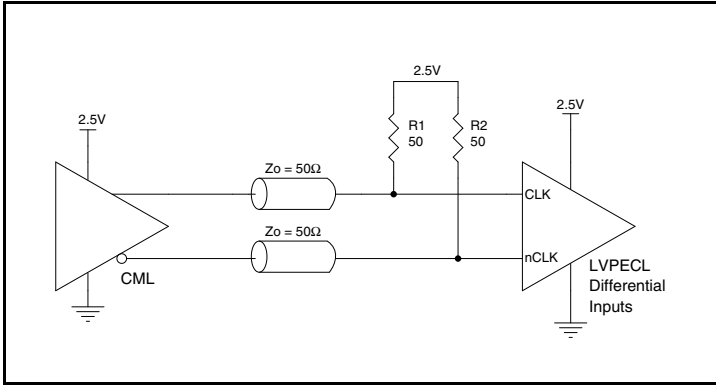 2.5V
2.5V
2.5V
R1
50
R2
50
Zo = 50Ω
CLK
Zo = 50Ω
nCLK
CML
LVPECL
Differential
Inputs